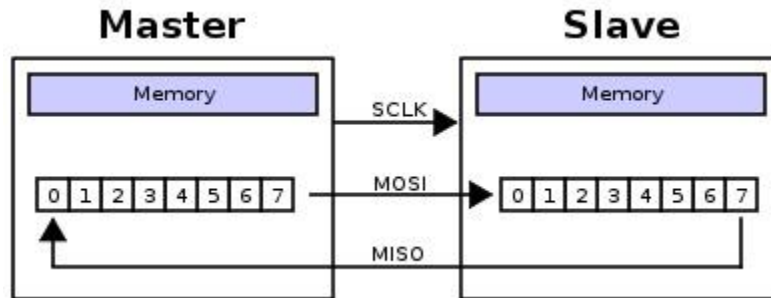 Master Slave
Memory SCLK Memory
0 1 2 3 4 5 6 7 MOSI 0 1 2 3 4 5 6 7
MISO